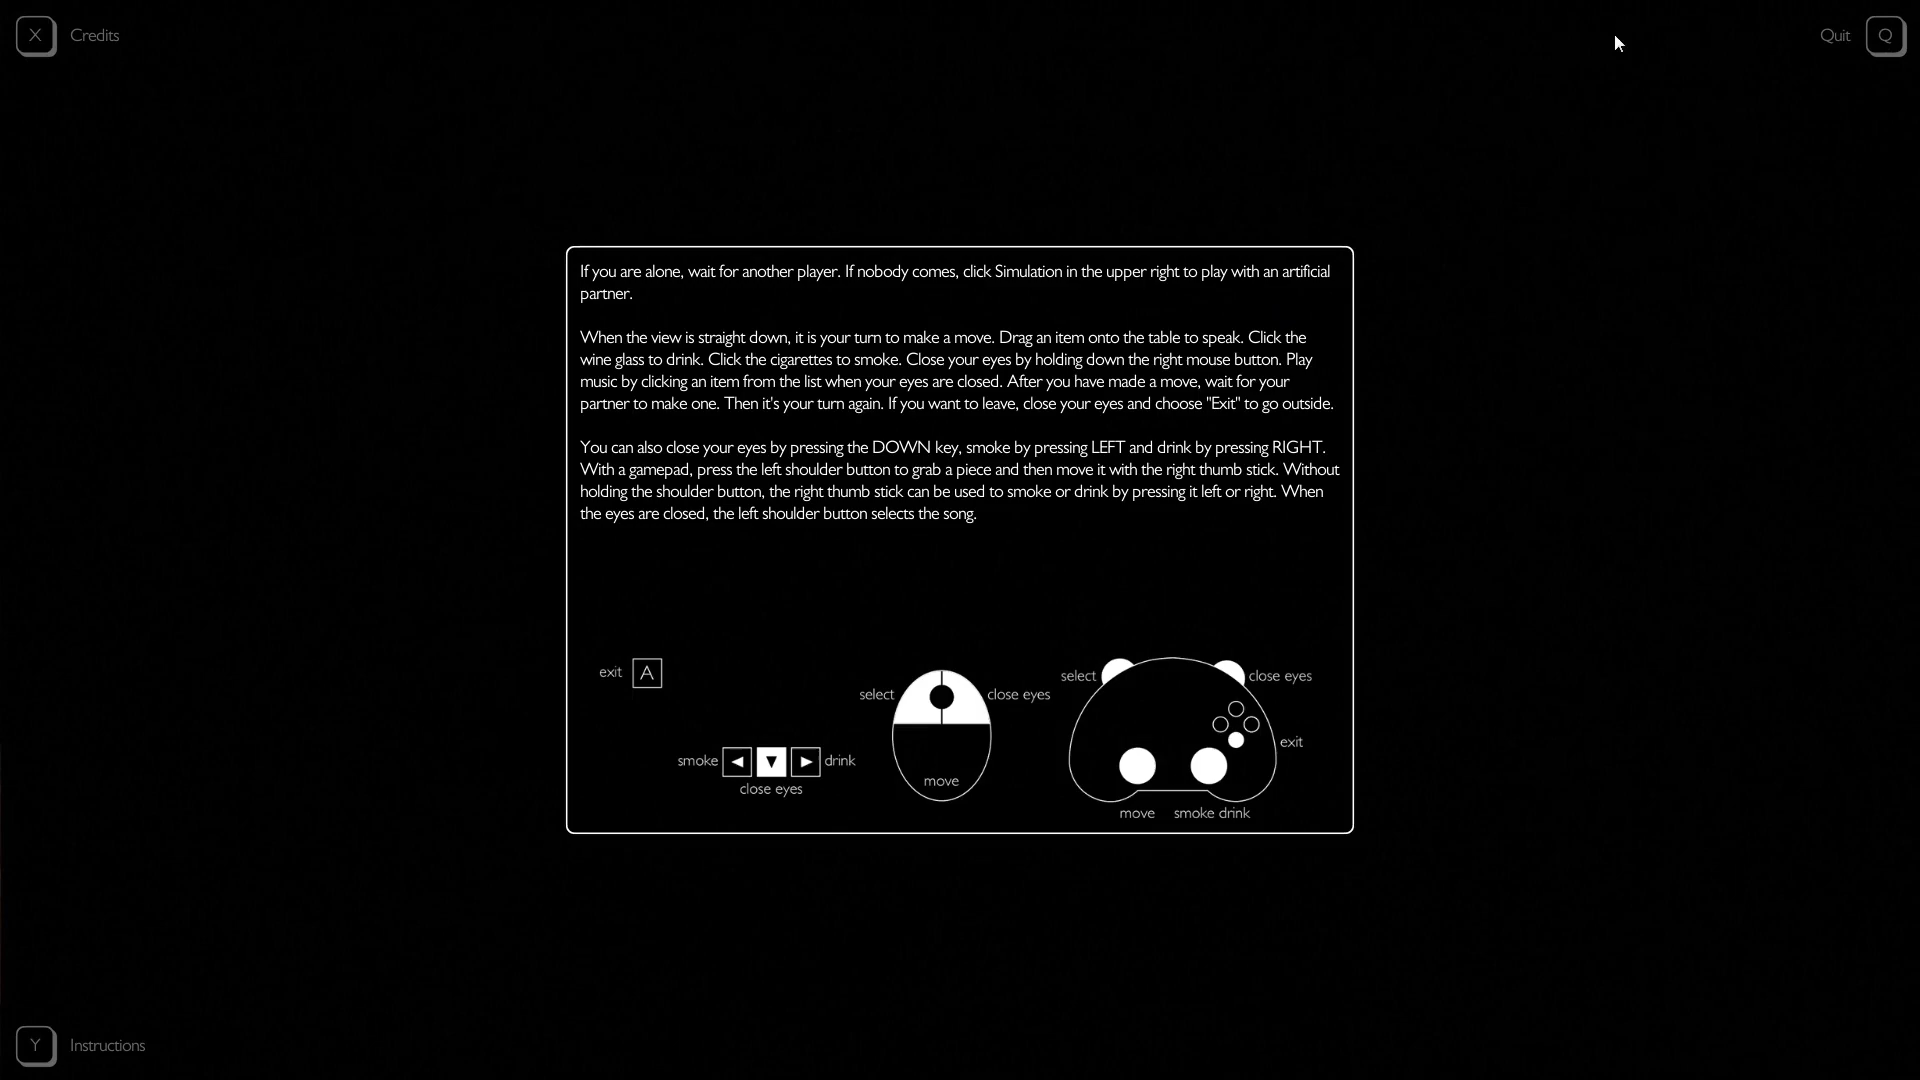 X Credits
Quit Q
If you are alone, wait for another player. If nobody comes, click Simulation in the upper right to play with an artificial
partner.
When the view is straight down, it is your turn to make a move. Drag an item onto the table to speak. Click the
wine glass to drink. Click the cigarettes to smoke. Close your eyes by holding down the right mouse button. Play
music by clicking an item from the list when your eyes are closed. After you have made a move, wait for your
partner to make one. Then it's your turn again. If you want to leave, close your eyes and choose "Exit" to go outside.
You can also close your eyes by pressing the DOWN key, smoke by pressing LEFT and drink by pressing RIGHT.
With a gamepad, press the left shoulder button to grab a piece and then move it with the right thumb stick. Without
holding the shoulder button, the right thumb stick can be used to smoke or drink by pressing it left or right. When
the eyes are closed, the left shoulder button selects the song.
exit A
smoke drink
close eyes
select close eyes
move
select close eyes
exit
move smoke drink
Y Instructions